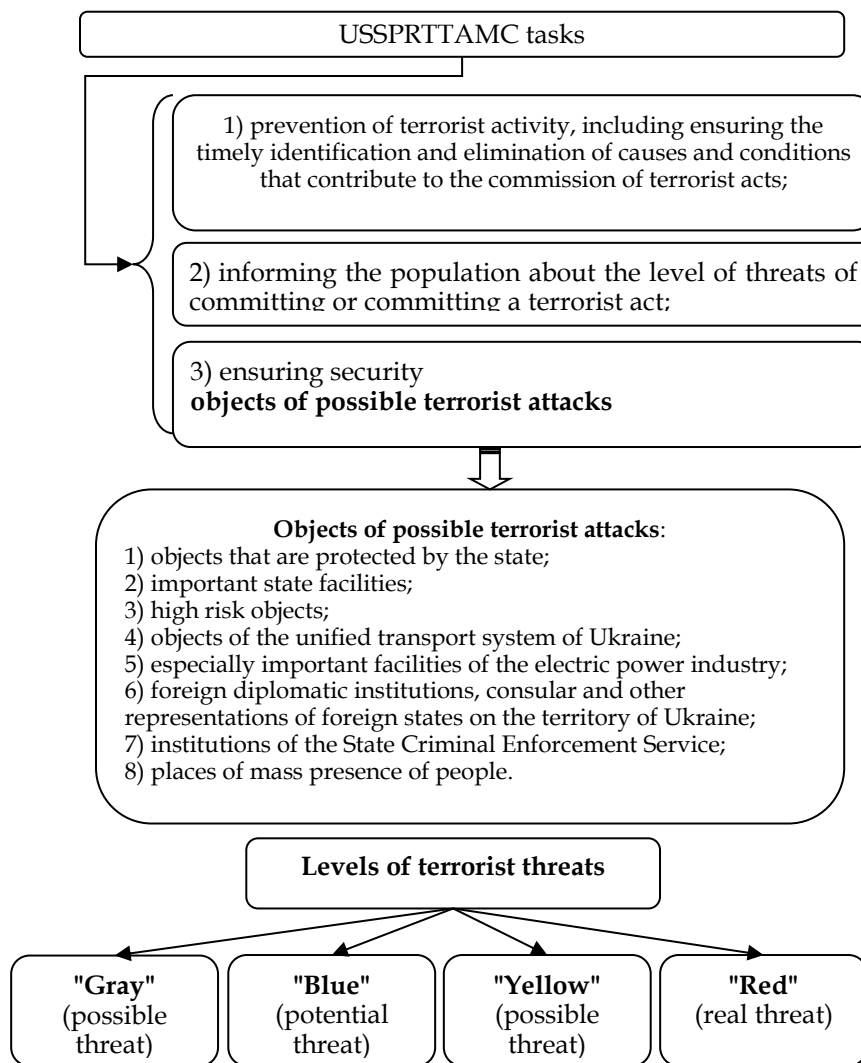 USSPRTTAMC tasks
1) prevention of terrorist activity, including ensuring the
timely identification and elimination of causes and conditions
that contribute to the commission of terrorist acts;
2) informing the population about the level of threats of
committing or committing a terrorist act;
3) ensuring security
objects of possible terrorist attacks
Objects of possible terrorist attacks:
1) objects that are protected by the state;
2) important state facilities;
3) high risk objects;
4) objects of the unified transport system of Ukraine;
5) especially important facilities of the electric power industry;
6) foreign diplomatic institutions, consular and other
representations of foreign states on the territory of Ukraine;
7) institutions of the State Criminal Enforcement Service;
8) places of mass presence of people.
Levels of terrorist threats
"Gray"
(possible
threat)
"Blue"
(potential
threat)
"Yellow"
(possible
threat)
"Red"
(real threat)